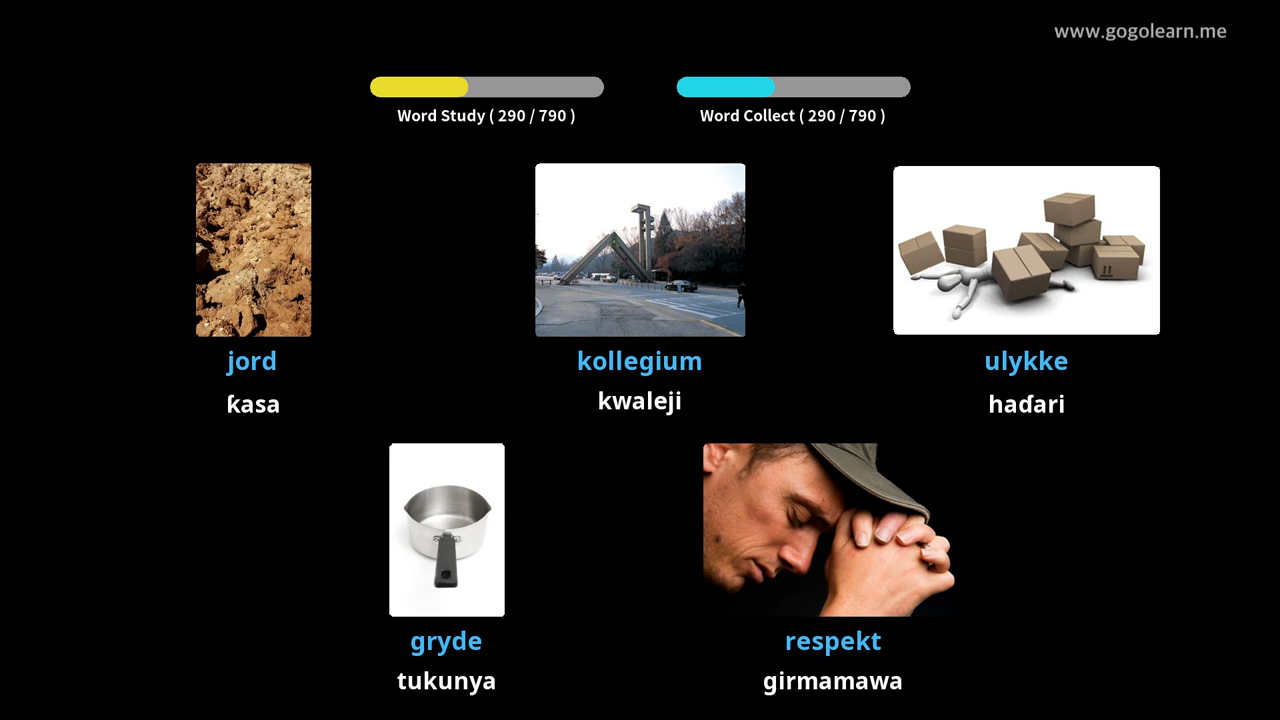 www.gogolearn.me
Word Study ( 290 / 790 )
Word Collect ( 290 / 790 )
jord
kollegium
ulykke
ƙasa
kwaleji
haɗari
gryde
respekt
tukunya
girmamawa